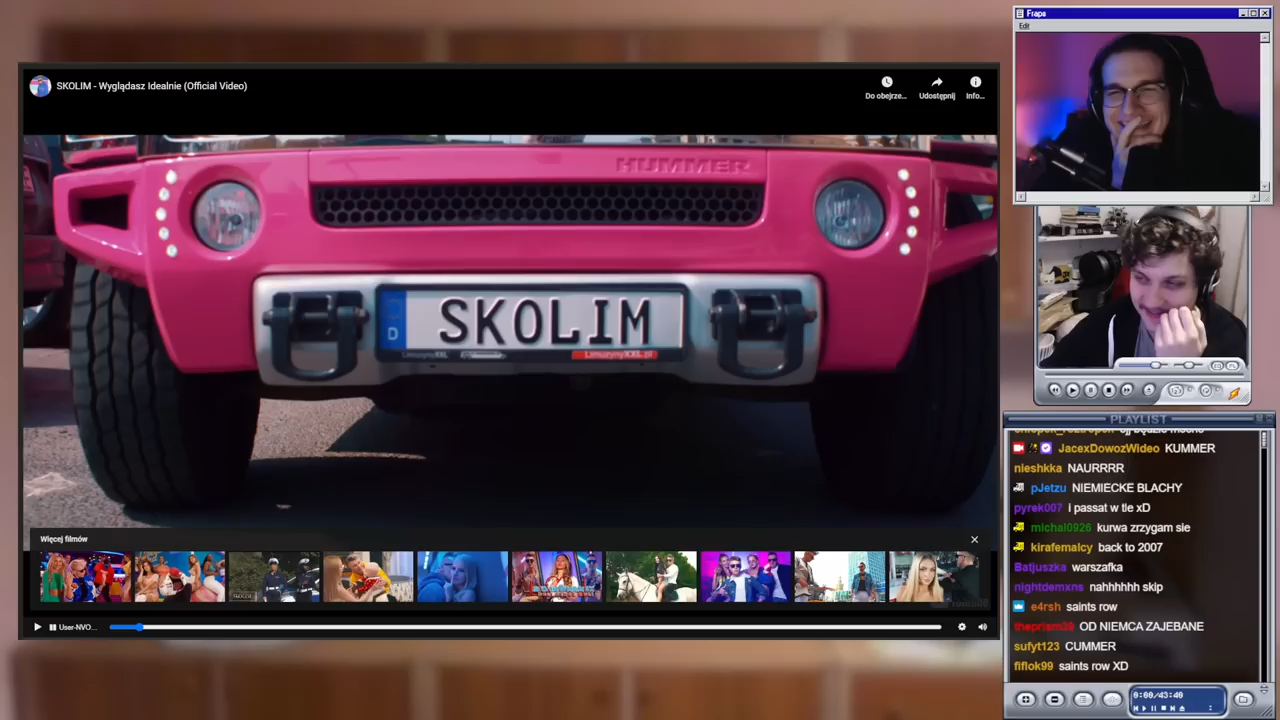 SKOLIM - Wyglądasz Idealnie (Official Video)
Do obejrze...
Udostępnij
Info...
HUMMER
D
SKOLIM
LimuzynyXXL
LimuzynyXXL.pl
Więcej filmów
User-NVO...
Fraps
Edit
PLAYLIST
JacexDowozWideo KUMMER
nieshkka NAURRRR
pJetzu NIEMIECKE BLACHY
pyrek007 i passat w tle xD
michal0926 kurwa zrzygam sie
kirafemalcy back to 2007
Batjuszka warszafka
nightdemxns nahhhhhh skip
e4rsh saints row
theprism39 OD NIEMCA ZAJEBANE
sufyt123 CUMMER
fiflok99 saints row XD
0:00/43:40